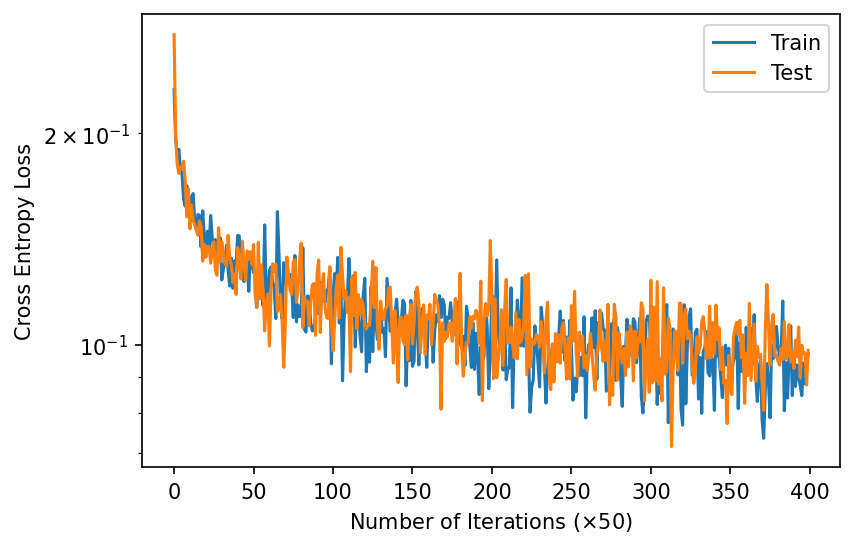 Train
Test
2 × 10⁻¹
10⁻¹
Cross Entropy Loss
0 50 100 150 200 250 300 350 400
Number of Iterations (×50)